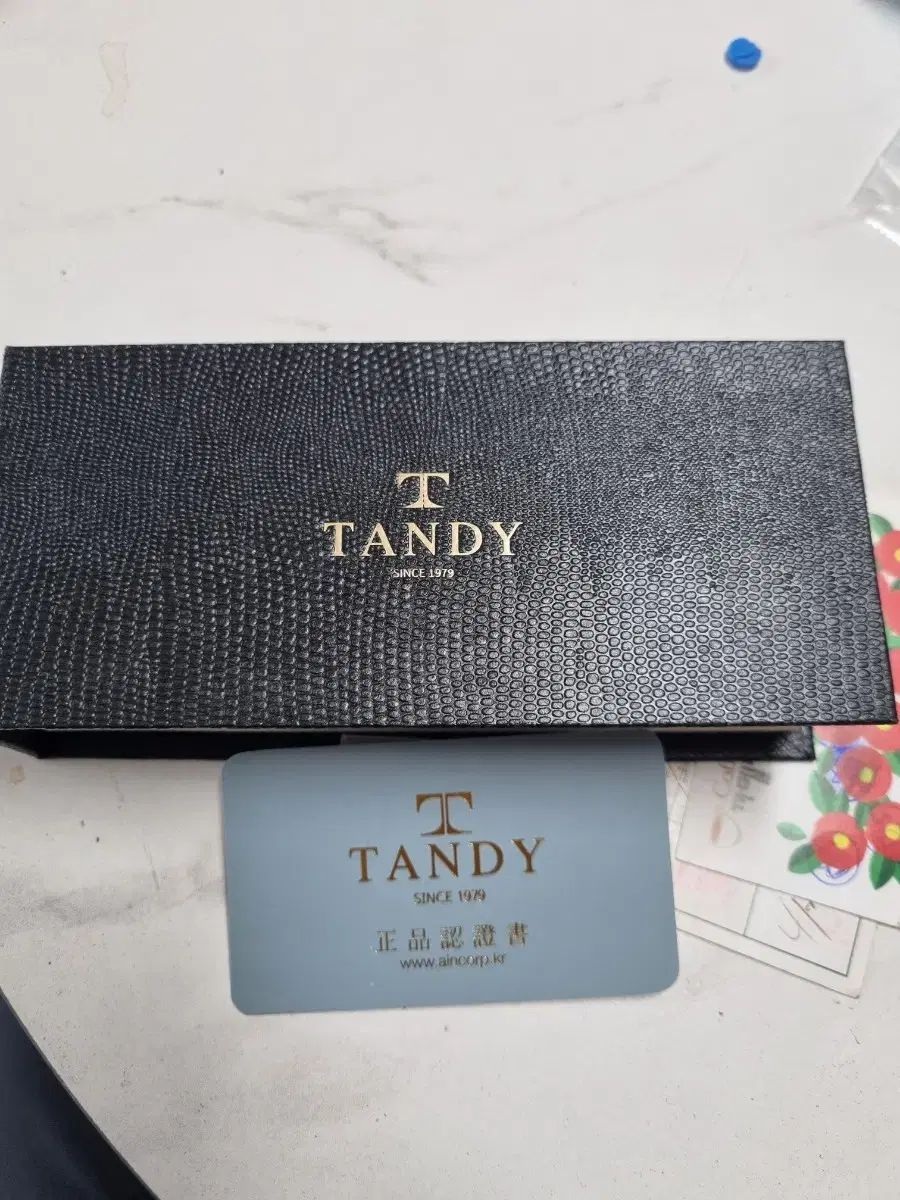 T
TANDY
SINCE 1979
T
TANDY
SINCE 1979
正品認證書
www.aincorp.kr